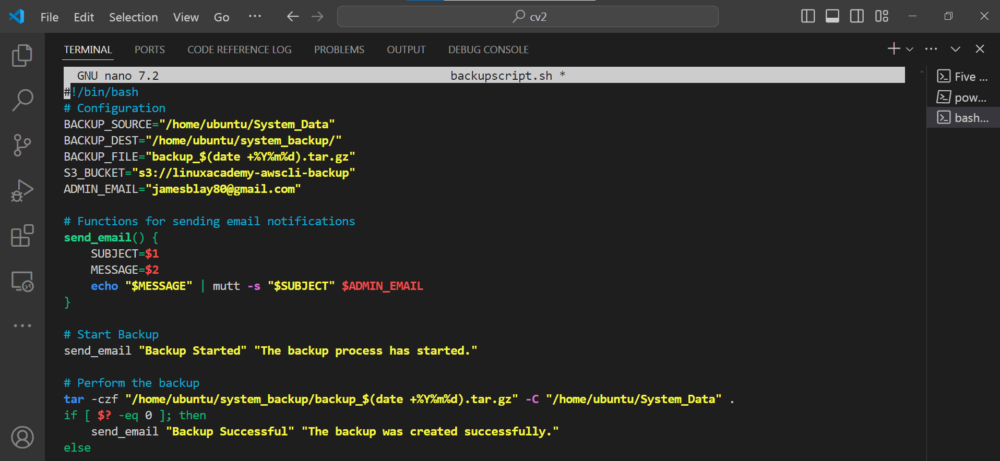 File Edit Selection View Go ··· cv2
TERMINAL PORTS CODE REFERENCE LOG PROBLEMS OUTPUT DEBUG CONSOLE
GNU nano 7.2 backupscript.sh *
#!/bin/bash
# Configuration
BACKUP_SOURCE="/home/ubuntu/System_Data"
BACKUP_DEST="/home/ubuntu/system_backup/"
BACKUP_FILE="backup_$(date +%Y%m%d).tar.gz"
S3_BUCKET="s3://linuxacademy-awscli-backup"
ADMIN_EMAIL="jamesblay80@gmail.com"
# Functions for sending email notifications
send_email() {
    SUBJECT=$1
    MESSAGE=$2
    echo "$MESSAGE" | mutt -s "$SUBJECT" $ADMIN_EMAIL
}
# Start Backup
send_email "Backup Started" "The backup process has started."
# Perform the backup
tar -czf "/home/ubuntu/system_backup/backup_$(date +%Y%m%d).tar.gz" -C "/home/ubuntu/System_Data" .
if [ $? -eq 0 ]; then
    send_email "Backup Successful" "The backup was created successfully."
else
Five ...
pow...
bash...